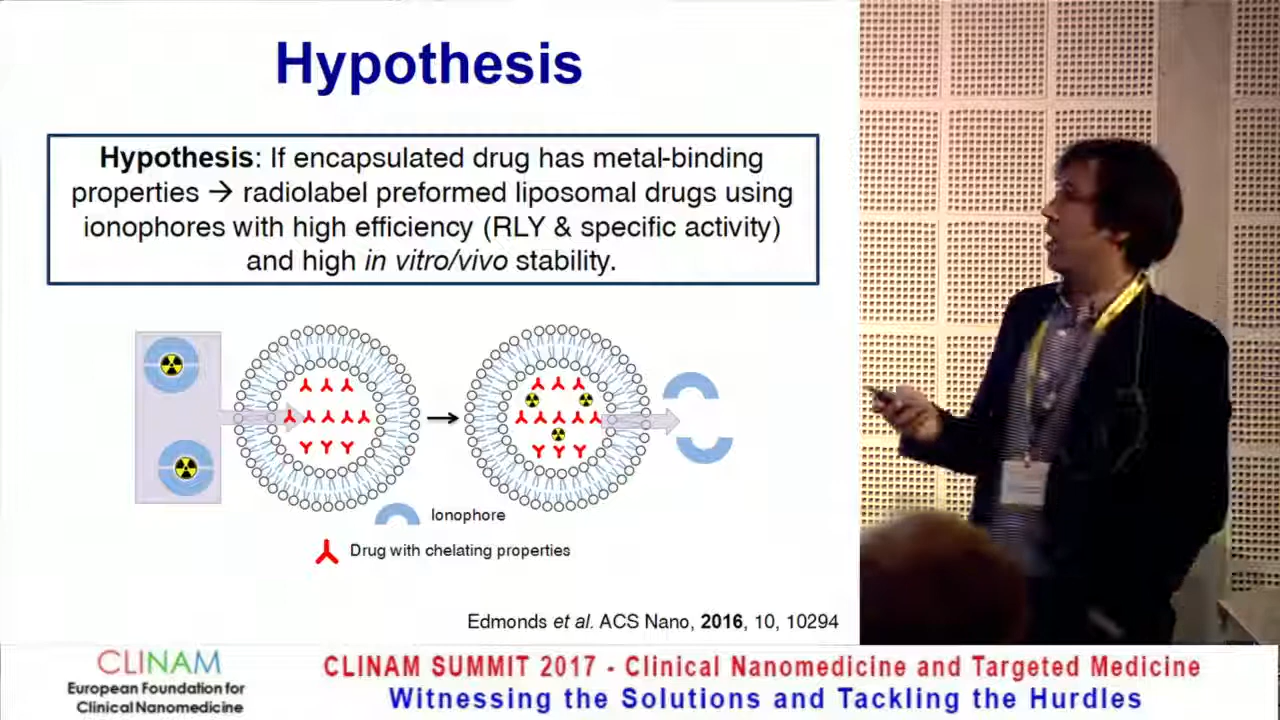 Hypothesis
Hypothesis: If encapsulated drug has metal-binding
properties → radiolabel preformed liposomal drugs using
ionophores with high efficiency (RLY & specific activity)
and high in vitro/vivo stability.
Ionophore
Drug with chelating properties
Edmonds et al. ACS Nano, 2016, 10, 10294
CLINAM
European Foundation for
Clinical Nanomedicine
CLINAM SUMMIT 2017 - Clinical Nanomedicine and Targeted Medicine
Witnessing the Solutions and Tackling the Hurdles